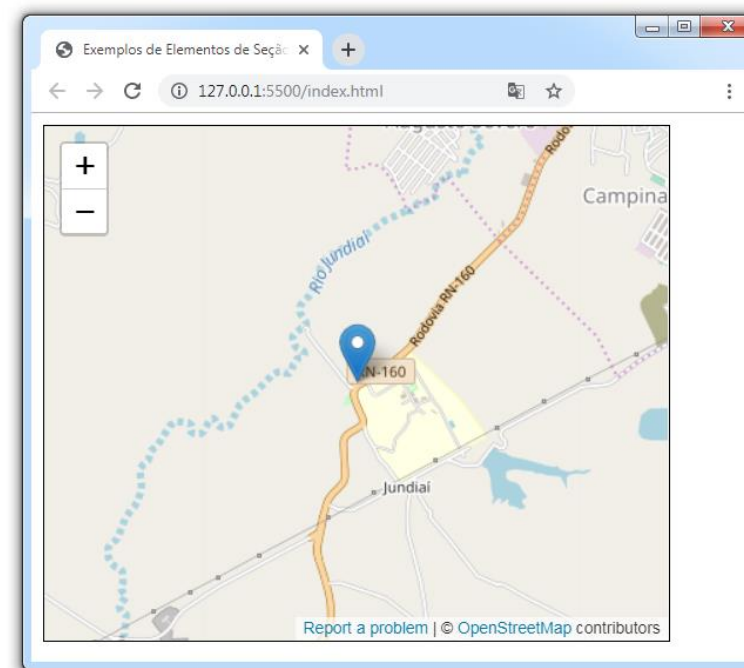 Exemplos de Elementos de Seçã
127.0.0.1:5500/index.html
+
−
Campina
Rio Jundiaí
Rodovia RN-160
RN-160
Jundiaí
Report a problem | © OpenStreetMap contributors